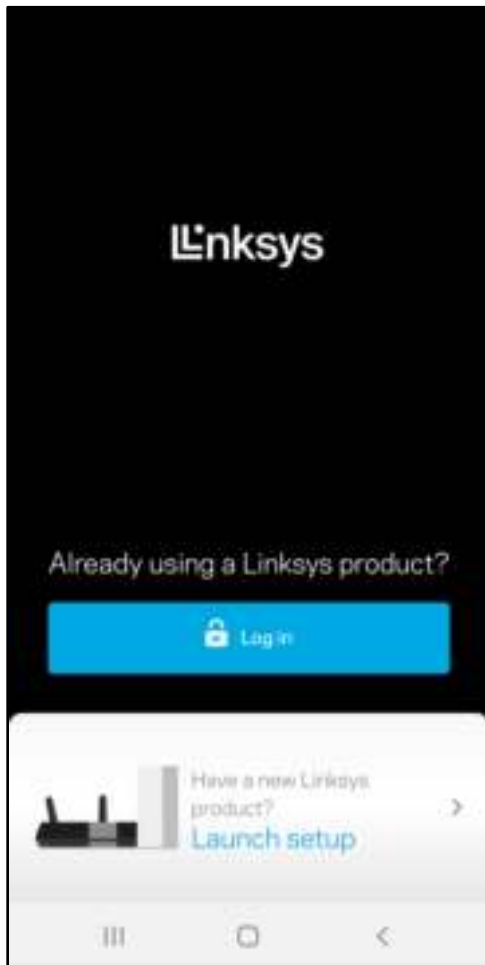 Linksys
Already using a Linksys product?
Log in
Have a new Linksys
product?
Launch setup